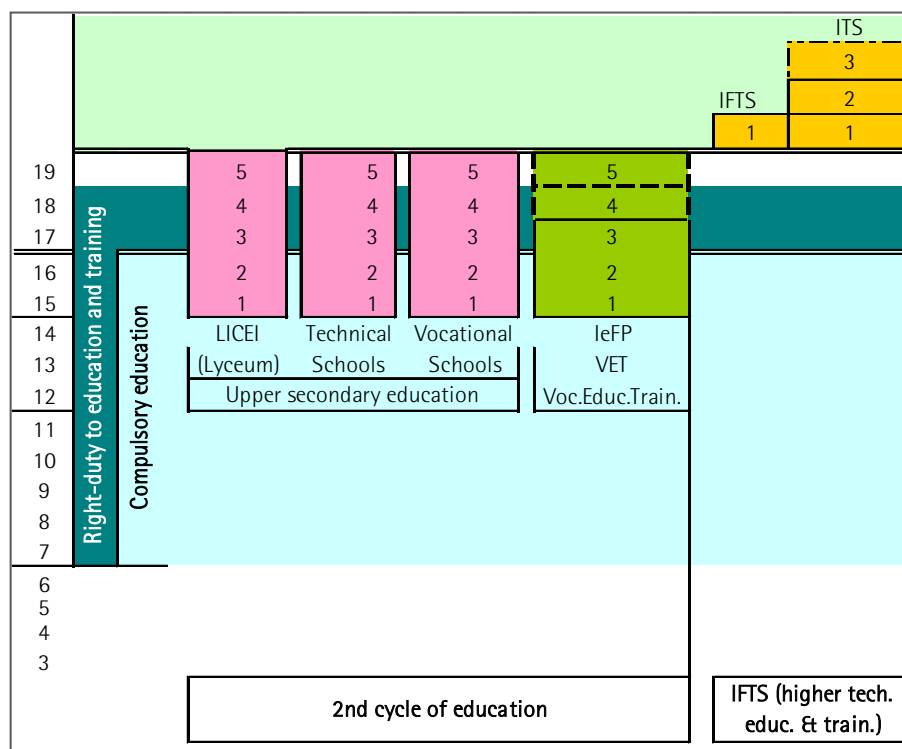 ITS
3
IFTS 2
1 1
19 5 5 5 5
18 4 4 4 4
17 3 3 3 3
16 2 2 2 2
15 1 1 1 1
14 LICEI Technical Vocational IeFP
13 (Lyceum) Schools Schools VET
12 Upper secondary education Voc.Educ.Train.
11
10
9
8
7
6
5
4
3
Right-duty to education and training
Compulsory education
2nd cycle of education
IFTS (higher tech.
educ. & train.)